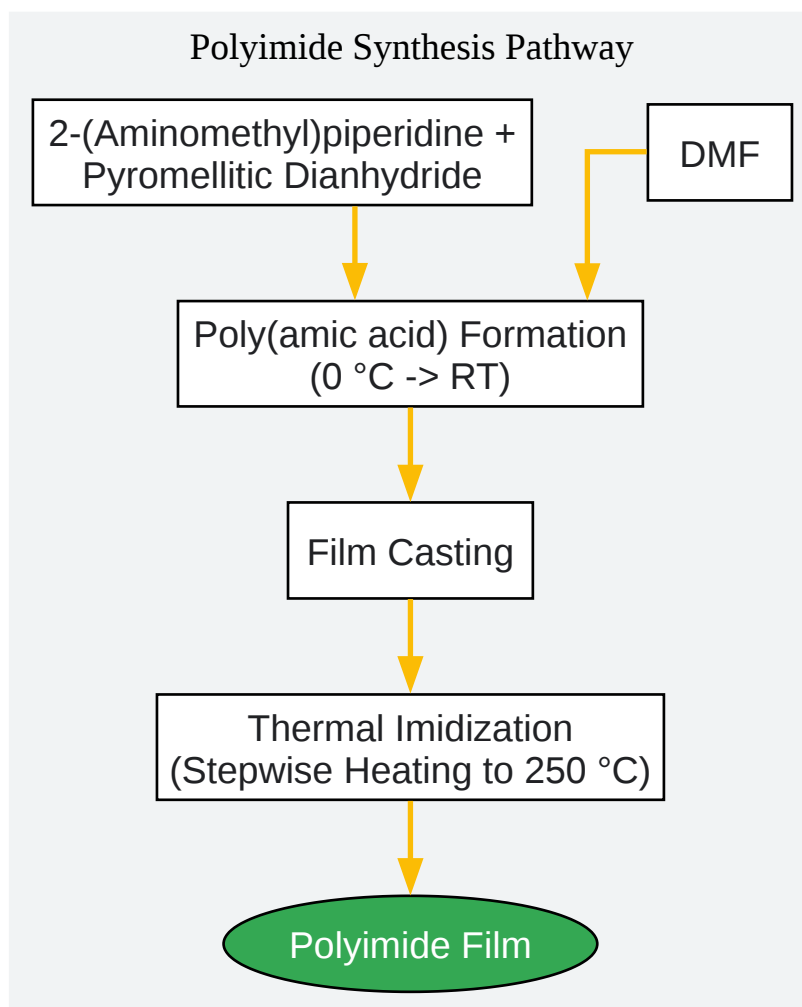 Polyimide Synthesis Pathway
2-(Aminomethyl)piperidine +
Pyromellitic Dianhydride
DMF
Poly(amic acid) Formation
(0 °C -> RT)
Film Casting
Thermal Imidization
(Stepwise Heating to 250 °C)
Polyimide Film